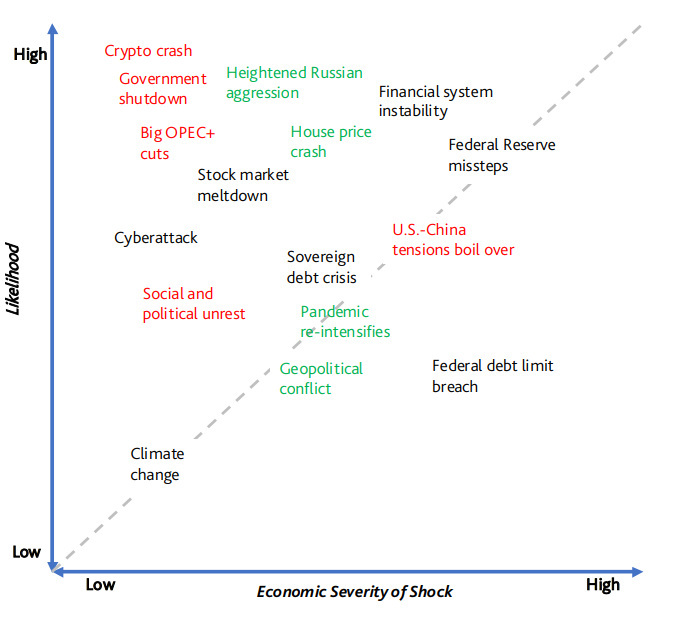 High
Crypto crash
Government
shutdown
Heightened Russian
aggression
Financial system
instability
Big OPEC+
cuts
House price
crash
Federal Reserve
missteps
Stock market
meltdown
Cyberattack
U.S.-China
tensions boil over
Sovereign
debt crisis
Likelihood
Social and
political unrest
Pandemic
re-intensifies
Geopolitical
conflict
Federal debt limit
breach
Climate
change
Low
Low
Economic Severity of Shock
High